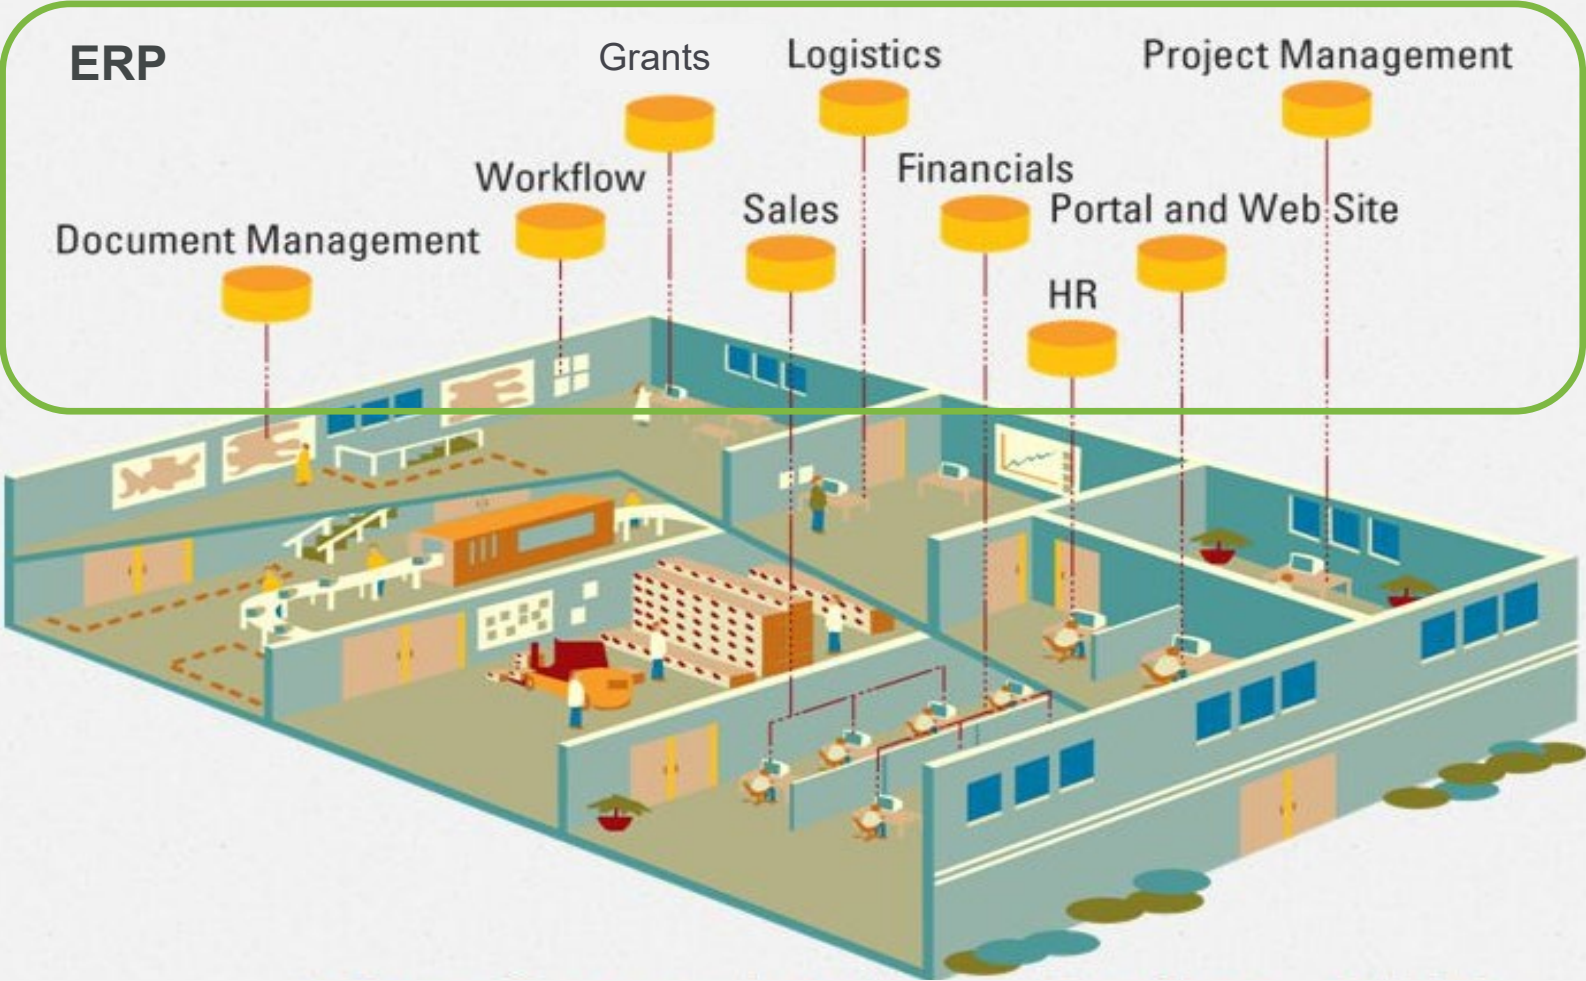 ERP
Grants
Logistics
Project Management
Workflow
Financials
Sales
Portal and Web Site
Document Management
HR